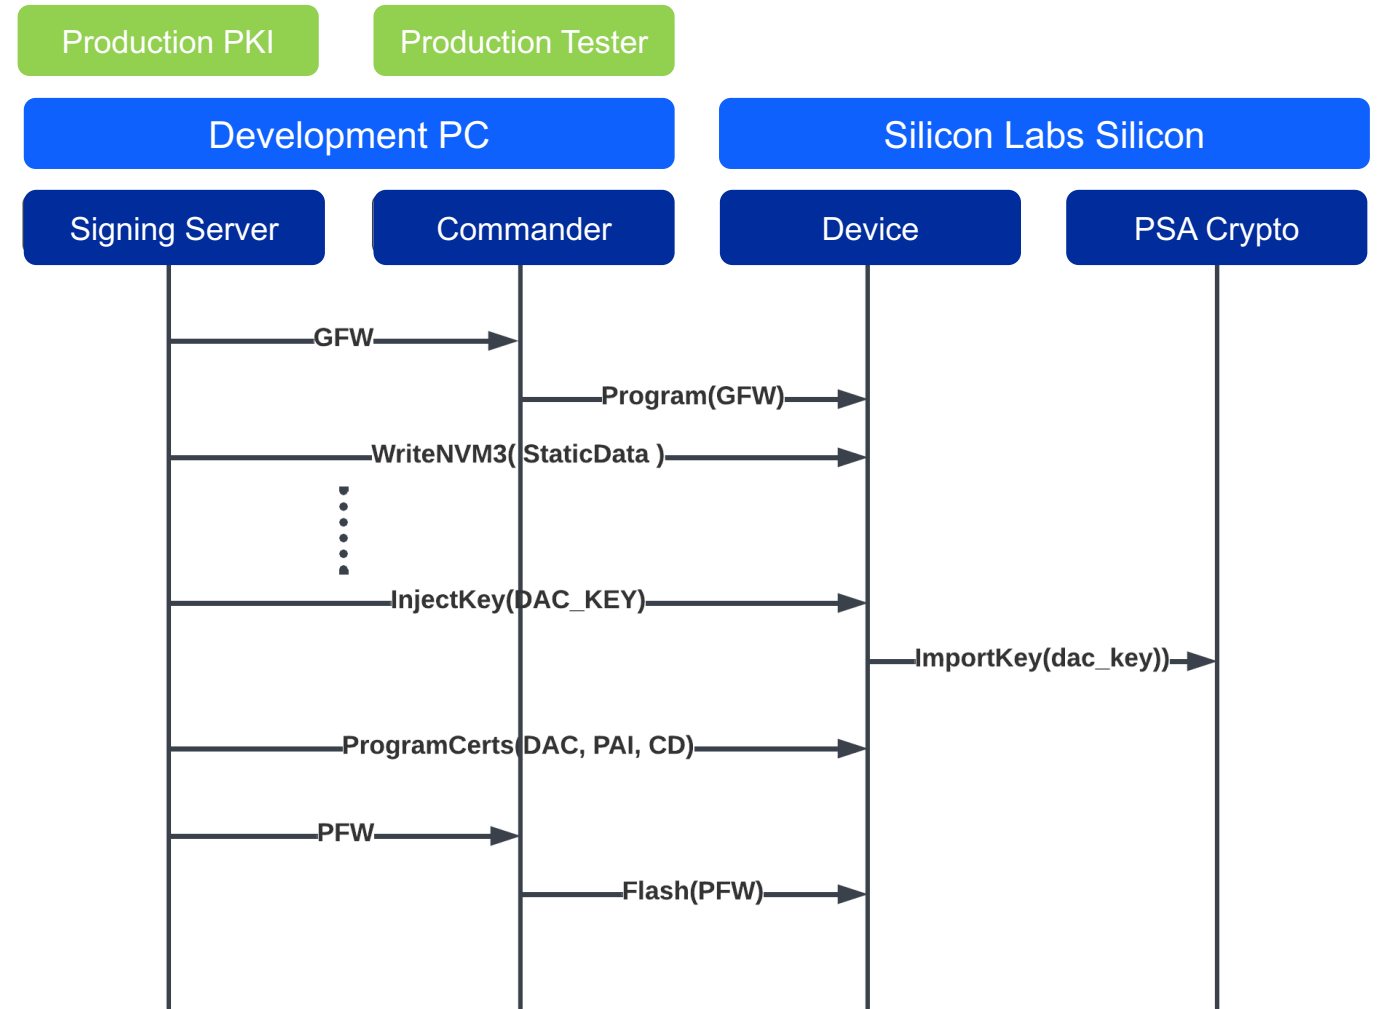 Production PKI
Production Tester
Development PC
Silicon Labs Silicon
Signing Server
Commander
Device
PSA Crypto
GFW
Program(GFW)
WriteNVM3( StaticData )
InjectKey(DAC_KEY)
ImportKey(dac_key))
ProgramCerts(DAC, PAI, CD)
PFW
Flash(PFW)